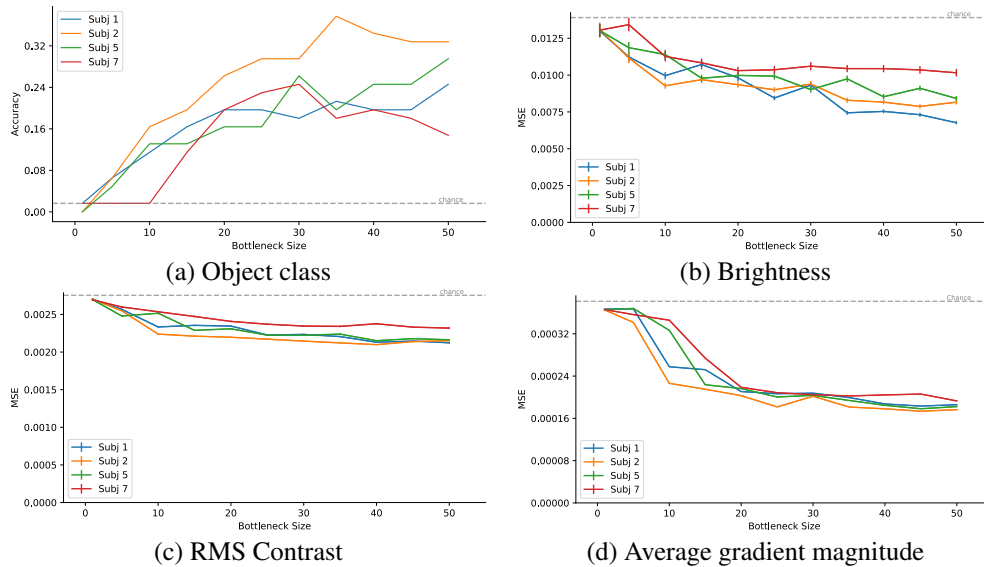 Subj 1
Subj 2
Subj 5
Subj 7
0.32
0.24
0.16
0.08
0.00
Accuracy
chance
0 10 20 30 40 50
Bottleneck Size
(a) Object class
chance
0.0125
0.0100
0.0075
0.0050
0.0025
0.0000
MSE
Subj 1
Subj 2
Subj 5
Subj 7
0 10 20 30 40 50
Bottleneck Size
(b) Brightness
chance
0.0025
0.0020
0.0015
0.0010
0.0005
0.0000
MSE
Subj 1
Subj 2
Subj 5
Subj 7
0 10 20 30 40 50
Bottleneck Size
(c) RMS Contrast
Chance
0.00032
0.00024
0.00016
0.00008
0.00000
MSE
Subj 1
Subj 2
Subj 5
Subj 7
0 10 20 30 40 50
Bottleneck Size
(d) Average gradient magnitude